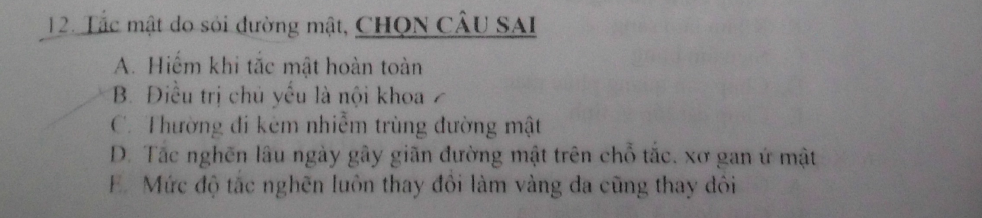 12. Tắc mật do sỏi đường mật, CHỌN CÂU SAI
A. Hiếm khi tắc mật hoàn toàn
B. Điều trị chủ yếu là nội khoa
C. Thường đi kèm nhiễm trùng đường mật
D. Tắc nghẽn lâu ngày gây giãn đường mật trên chỗ tắc, xơ gan ứ mật
E. Mức độ tắc nghẽn luôn thay đổi làm vàng da cũng thay đổi